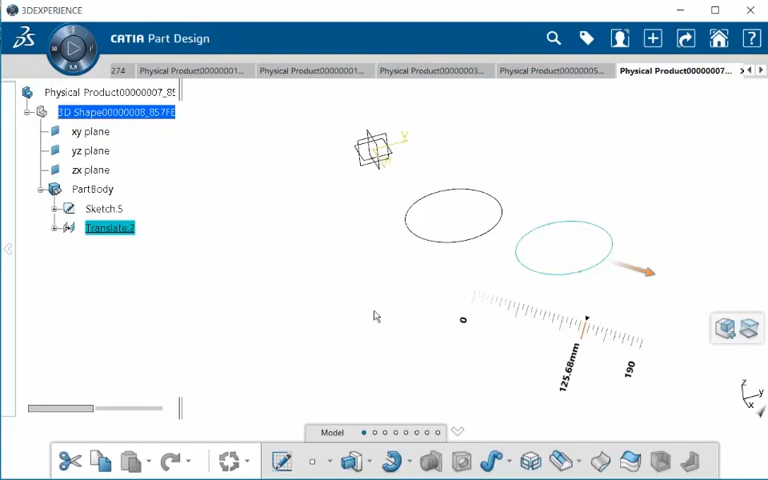 3DEXPERIENCE
CATIA Part Design
274
Physical Product00000001...
Physical Product00000001...
Physical Product00000003...
Physical Product00000005...
Physical Product00000007...
Physical Product00000007_85
3D Shape00000008_857FE
xy plane
yz plane
zx plane
PartBody
Sketch.5
Translate.2
V
0
125.68mm
190
z
y
x
Model